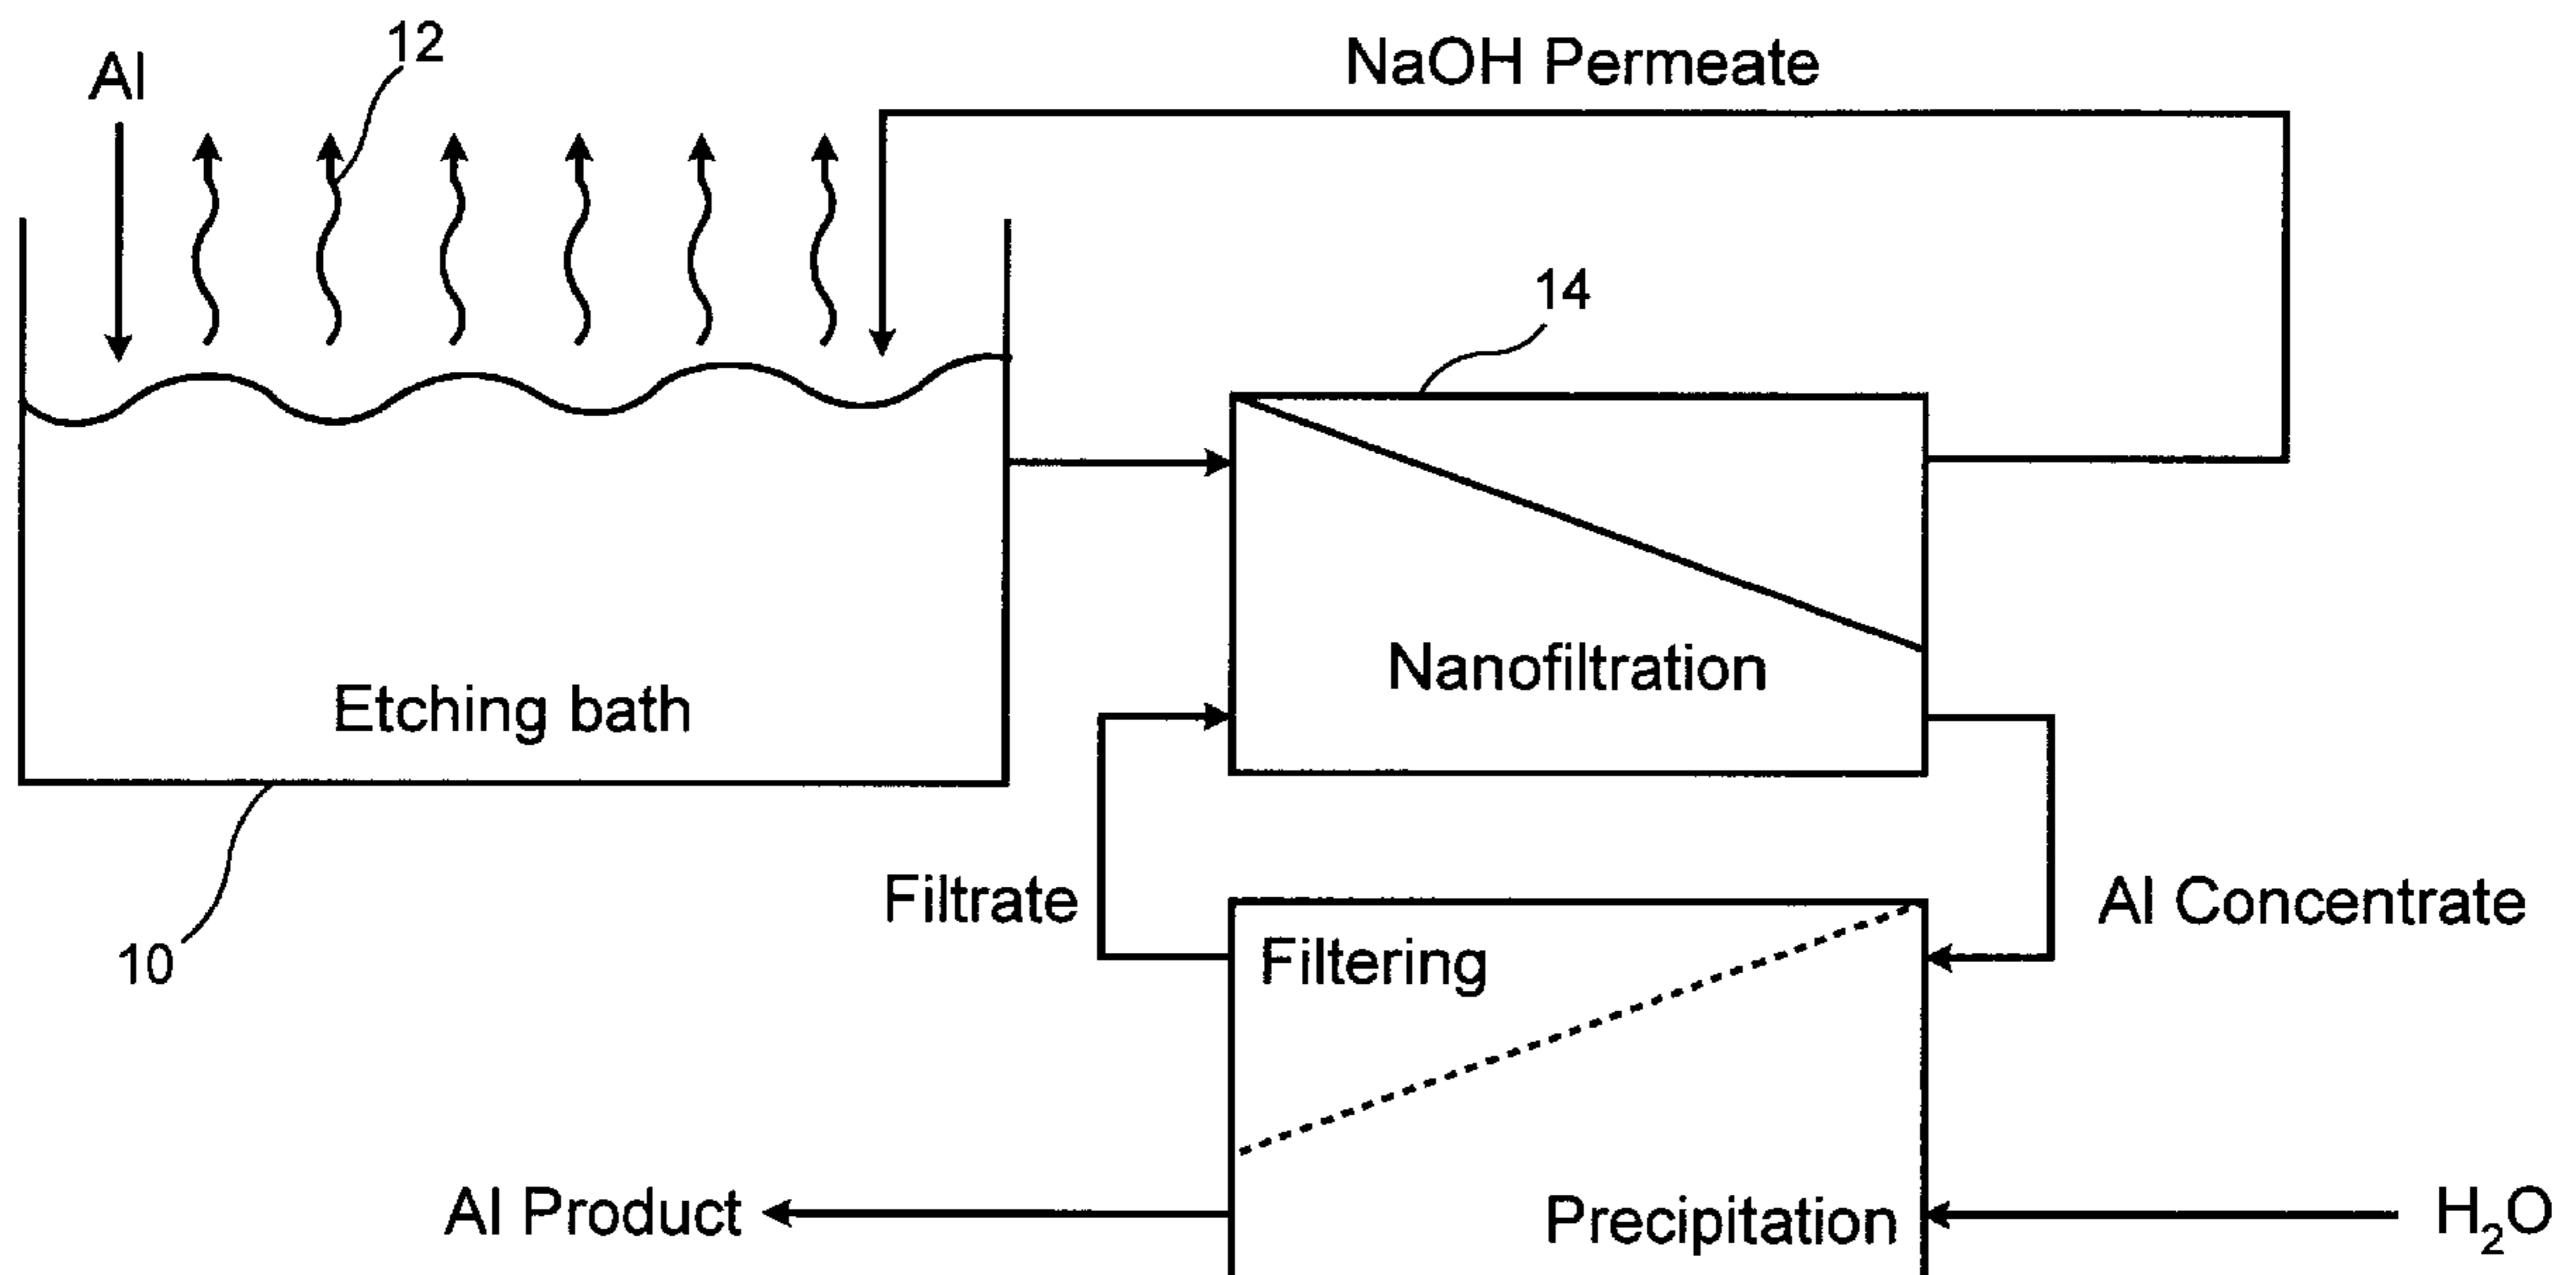 12
Al
NaOH Permeate
14
Nanofiltration
Etching bath
Filtrate
Al Concentrate
10
Filtering
Al Product
Precipitation
H₂O